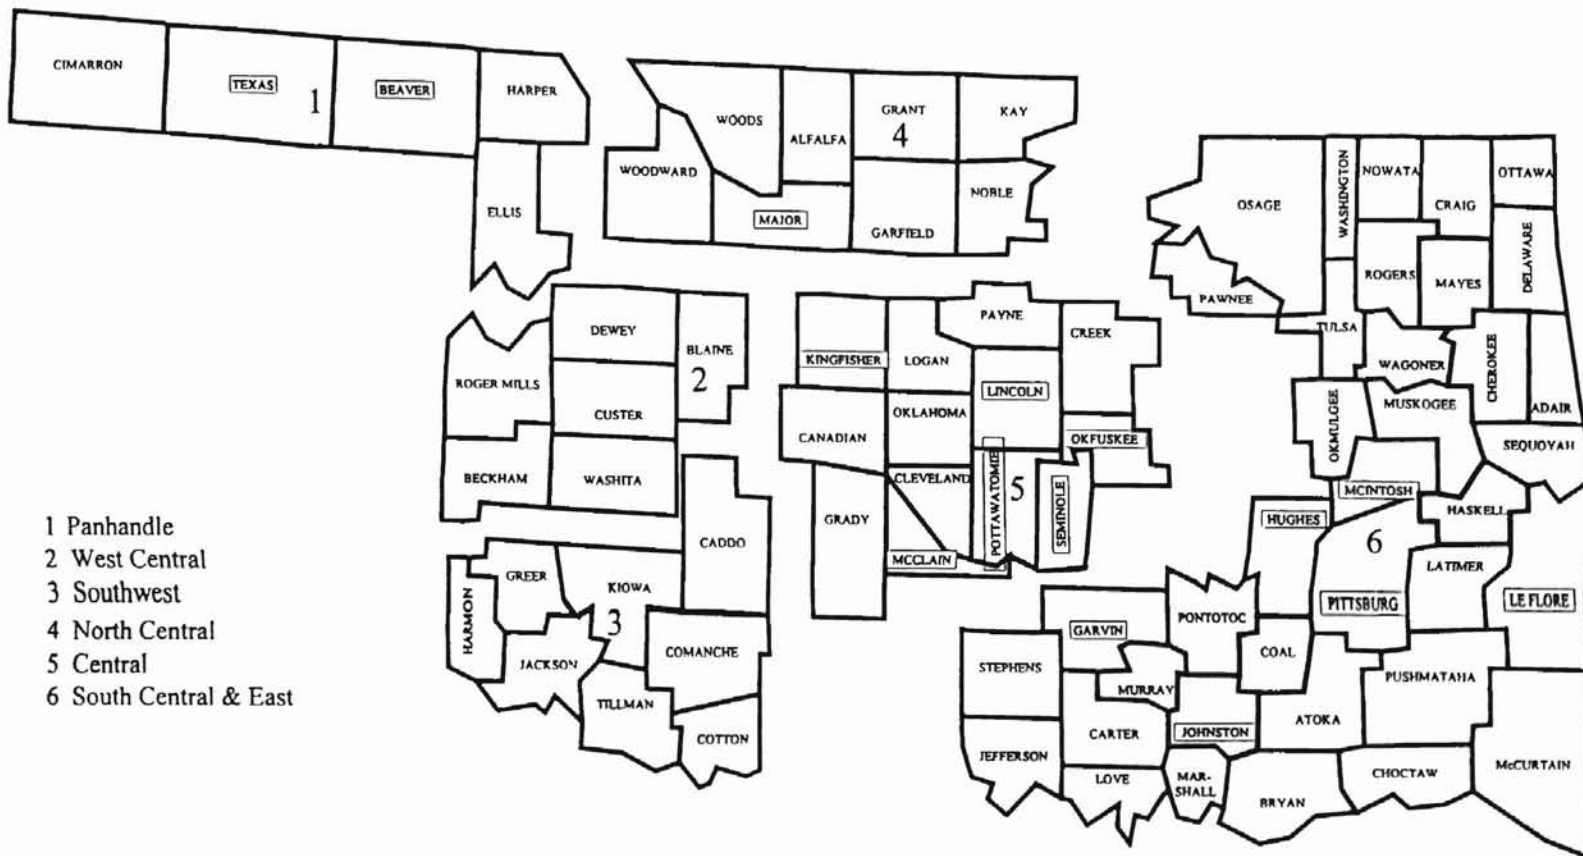 CIMARRON
TEXAS
1
BEAVER
HARPER
ELLIS
WOODS
ALFALFA
GRANT
4
KAY
WOODWARD
MAJOR
GARFIELD
NOBLE
OSAGE
WASHINGTON
NOWATA
CRAIG
OTTAWA
DELAWARE
ROGERS
MAYES
PAWNEE
TULSA
WAGONER
CHEROKEE
ADAIR
OKMULGEE
MUSKOGEE
SEQUOYAH
MCINTOSH
HASKELL
HUGHES
6
LATIMER
PITTSBURG
LE FLORE
DEWEY
BLAINE
2
ROGER MILLS
CUSTER
BECKHAM
WASHITA
KINGFISHER
LOGAN
PAYNE
CREEK
LINCOLN
OKLAHOMA
CANADIAN
OKFUSKEE
CLEVELAND
POTTAWATOMIE
5
SEMINOLE
GRADY
MCCLAIN
CADDO
GREER
KIOWA
HARMON
3
JACKSON
COMANCHE
TILLMAN
COTTON
GARVIN
PONTOTOC
COAL
STEPHENS
MURRAY
PUSHMATAHA
CARTER
JOHNSTON
ATOKA
JEFFERSON
LOVE
MAR-
SHALL
BRYAN
CHOCTAW
McCURTAIN
1 Panhandle
2 West Central
3 Southwest
4 North Central
5 Central
6 South Central & East